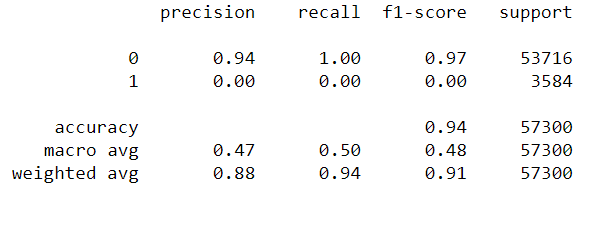 precision recall f1-score support
0 0.94 1.00 0.97 53716
1 0.00 0.00 0.00 3584
accuracy 0.94 57300
macro avg 0.47 0.50 0.48 57300
weighted avg 0.88 0.94 0.91 57300